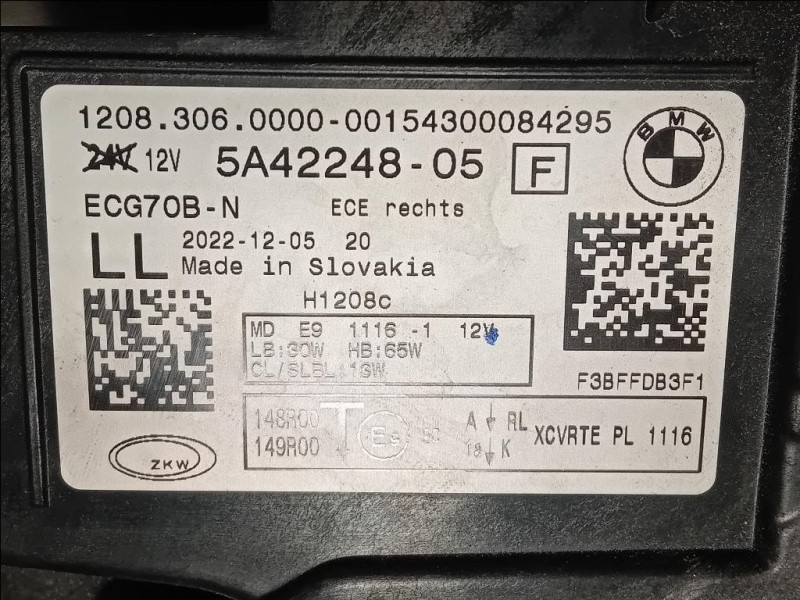 1208.306.0000-00154300084295
BMW
24V 12V 5A42248-05 F
ECG70B-N ECE rechts
LL 2022-12-05 20
Made in Slovakia
H1208c
MD E9 1116 -1 12V
LB:30W HB:65W
CL/SLBL:13W
F3BFFDB3F1
148R00 T A RL
149R00 K
XCVRTE PL 1116
ZKW